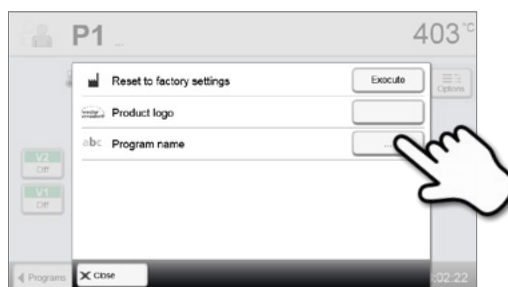 P1 ...
403 °C
Reset to factory settings
Execute
Options
Product logo
abc Program name
...
V2
Off
V1
Off
Programs
Close
:02:22